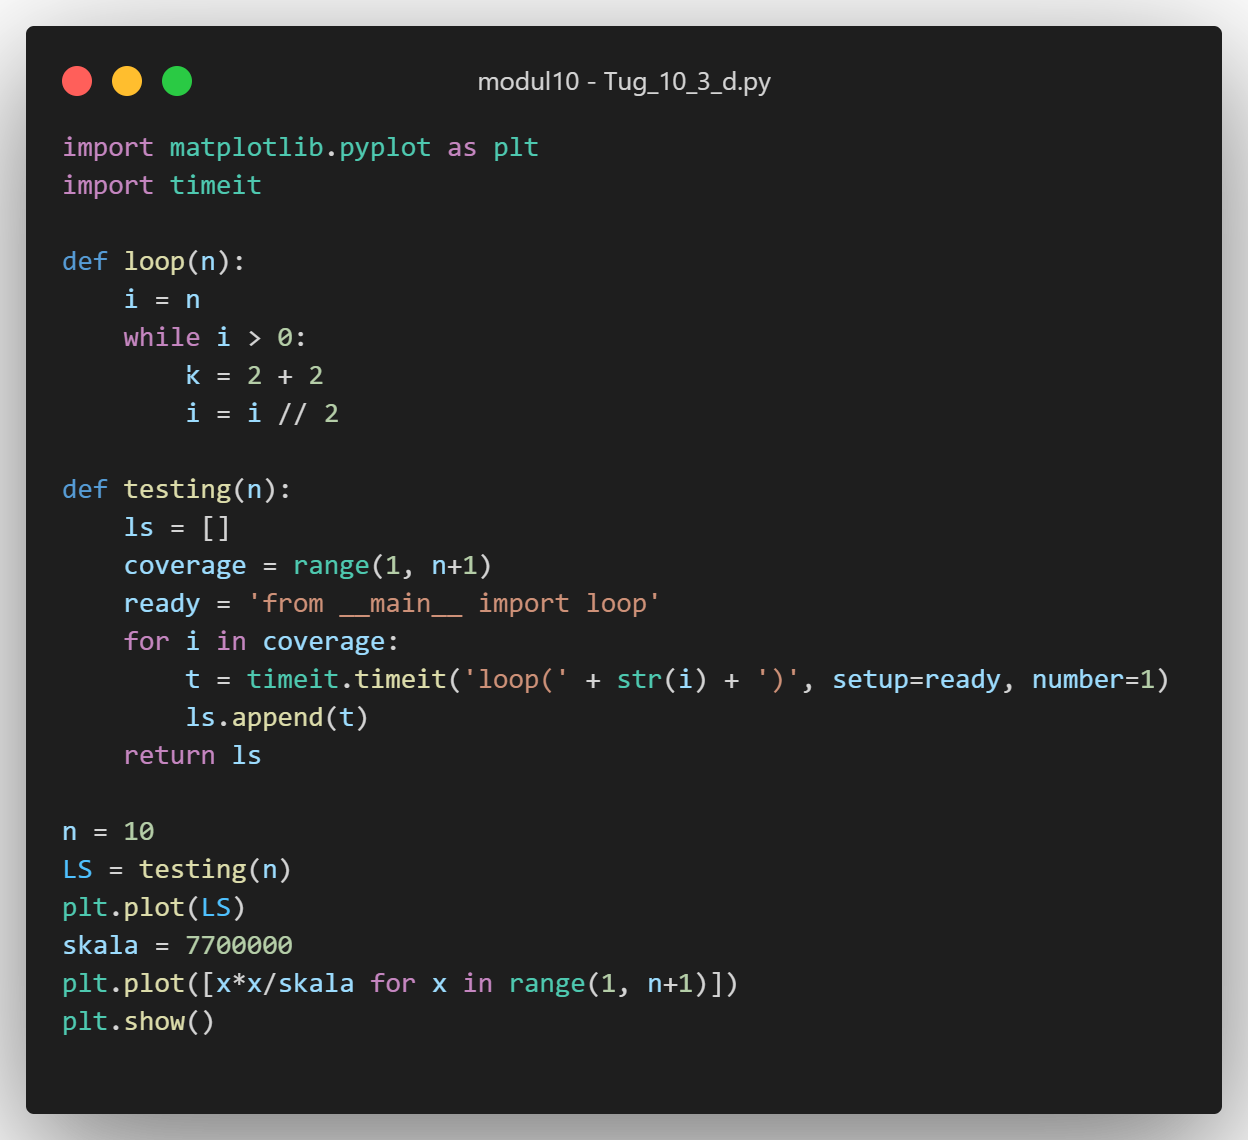 modul10 - Tug_10_3_d.py
import matplotlib.pyplot as plt
import timeit
def loop(n):
    i = n
    while i > 0:
        k = 2 + 2
        i = i // 2
def testing(n):
    ls = []
    coverage = range(1, n+1)
    ready = 'from __main__ import loop'
    for i in coverage:
        t = timeit.timeit('loop(' + str(i) + ')', setup=ready, number=1)
        ls.append(t)
    return ls
n = 10
LS = testing(n)
plt.plot(LS)
skala = 7700000
plt.plot([x*x/skala for x in range(1, n+1)])
plt.show()